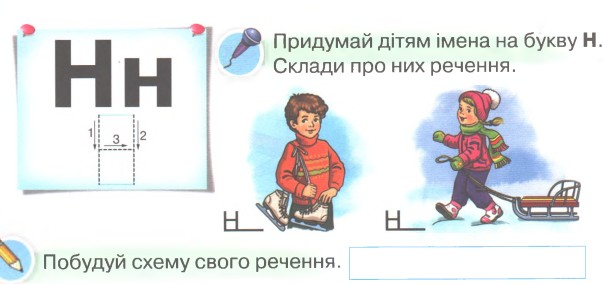 Нн
1 3 2
Придумай дітям імена на букву Н.
Склади про них речення.
Н
Н
Побудуй схему свого речення.